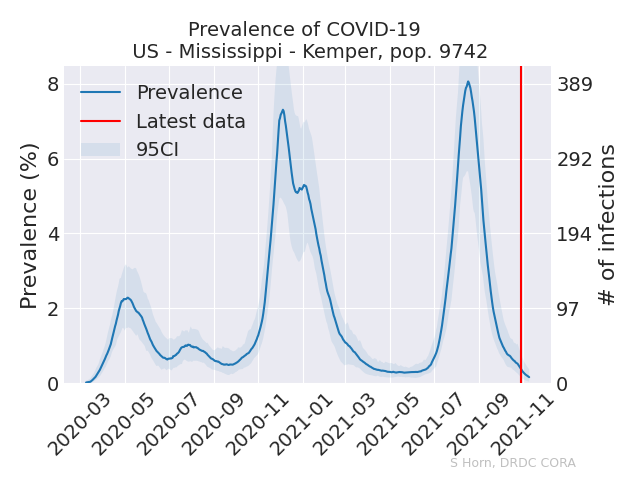 Prevalence of COVID-19
US - Mississippi - Kemper, pop. 9742
Prevalence
Latest data
95CI
Prevalence (%)
8
6
4
2
0
389
292
194
97
0
# of infections
2020-03
2020-05
2020-07
2020-09
2020-11
2021-01
2021-03
2021-05
2021-07
2021-09
2021-11
S Horn, DRDC CORA